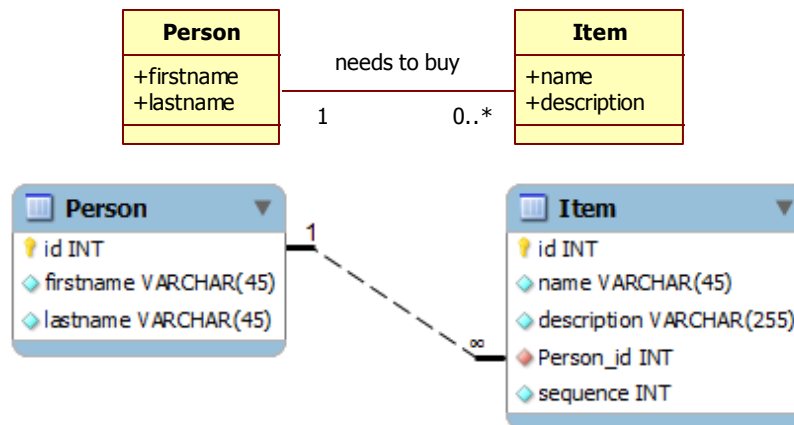 Person
+firstname
+lastname
needs to buy
1
0..*
Item
+name
+description
Person
id INT
firstname VARCHAR(45)
lastname VARCHAR(45)
1
∞
Item
id INT
name VARCHAR(45)
description VARCHAR(255)
Person_id INT
sequence INT